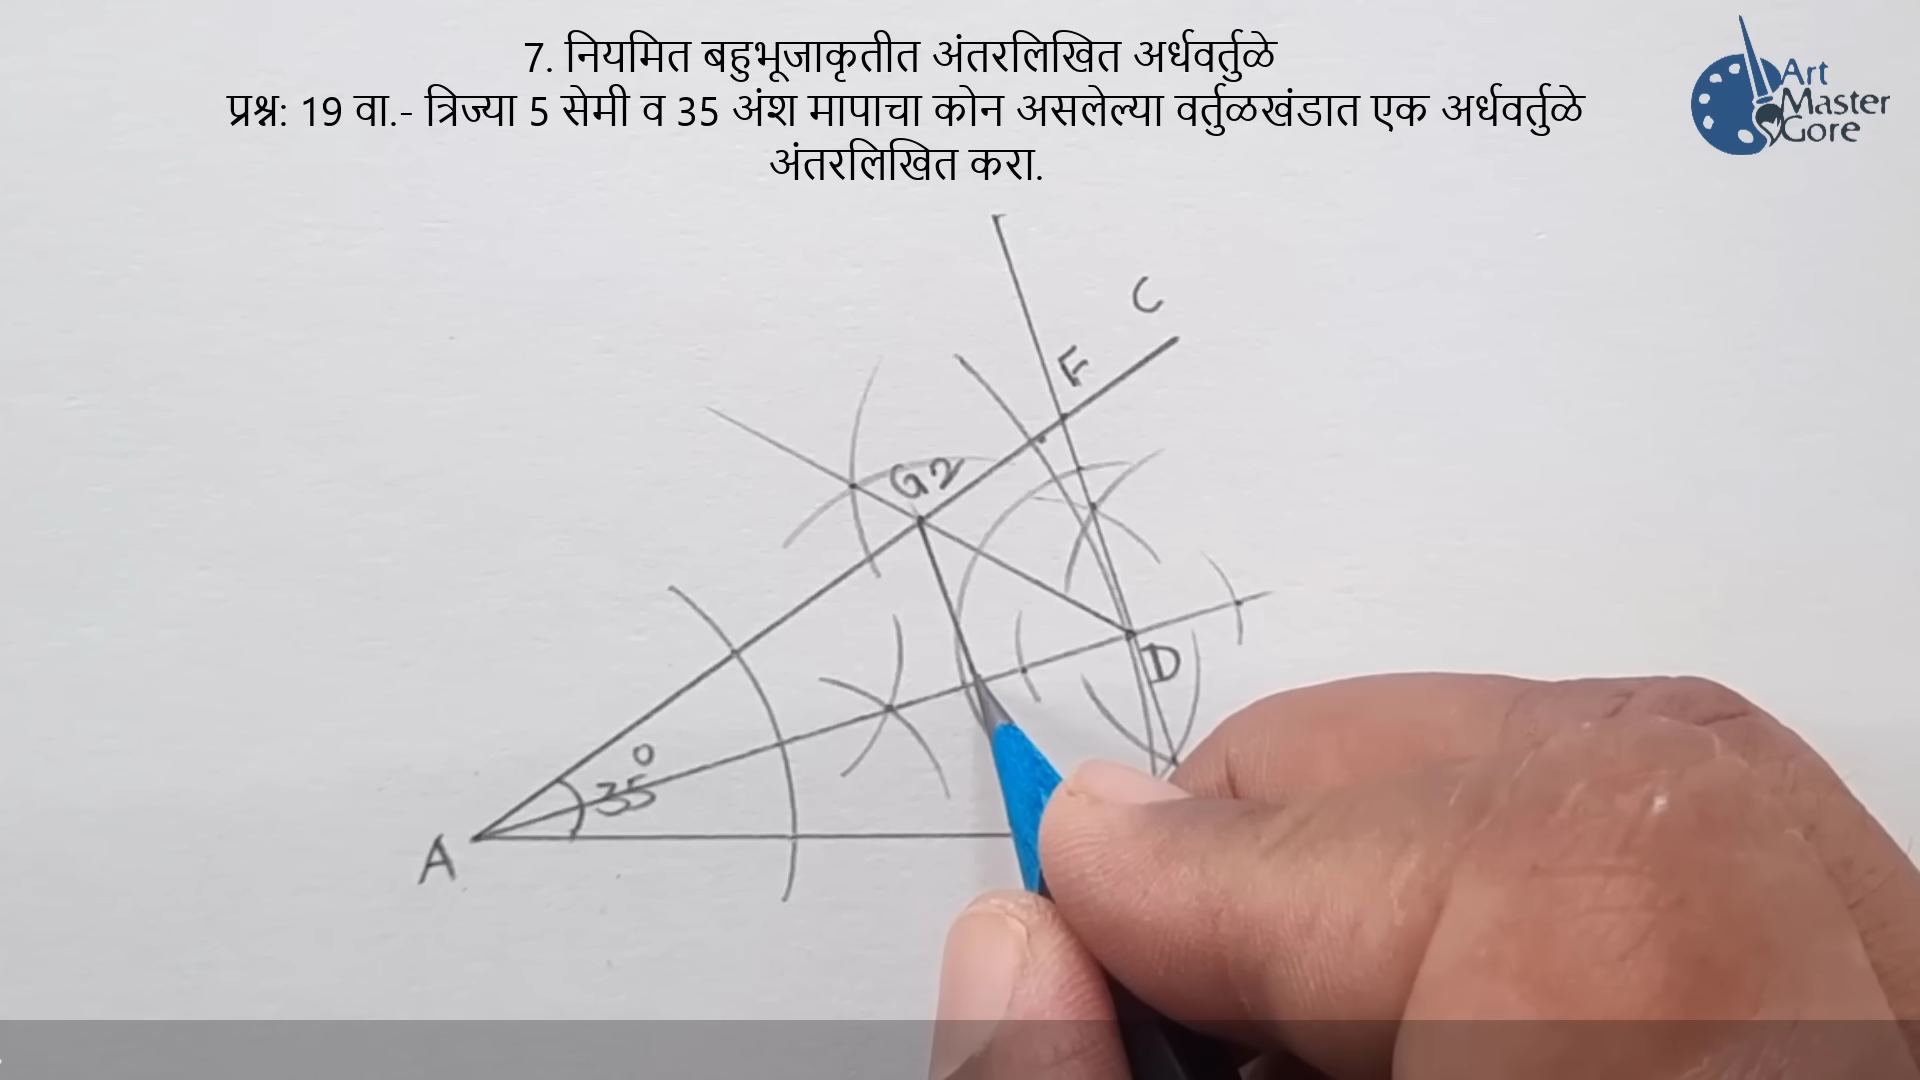 7. नियमित बहुभूजाकृतीत अंतरलिखित अर्धवर्तुळे
प्रश्न: 19 वा.- त्रिज्या 5 सेमी व 35 अंश मापाचा कोन असलेल्या वर्तुळखंडात एक अर्धवर्तुळे
अंतरलिखित करा.
Art
Master
Gore
C
F
G2
D
35°
A